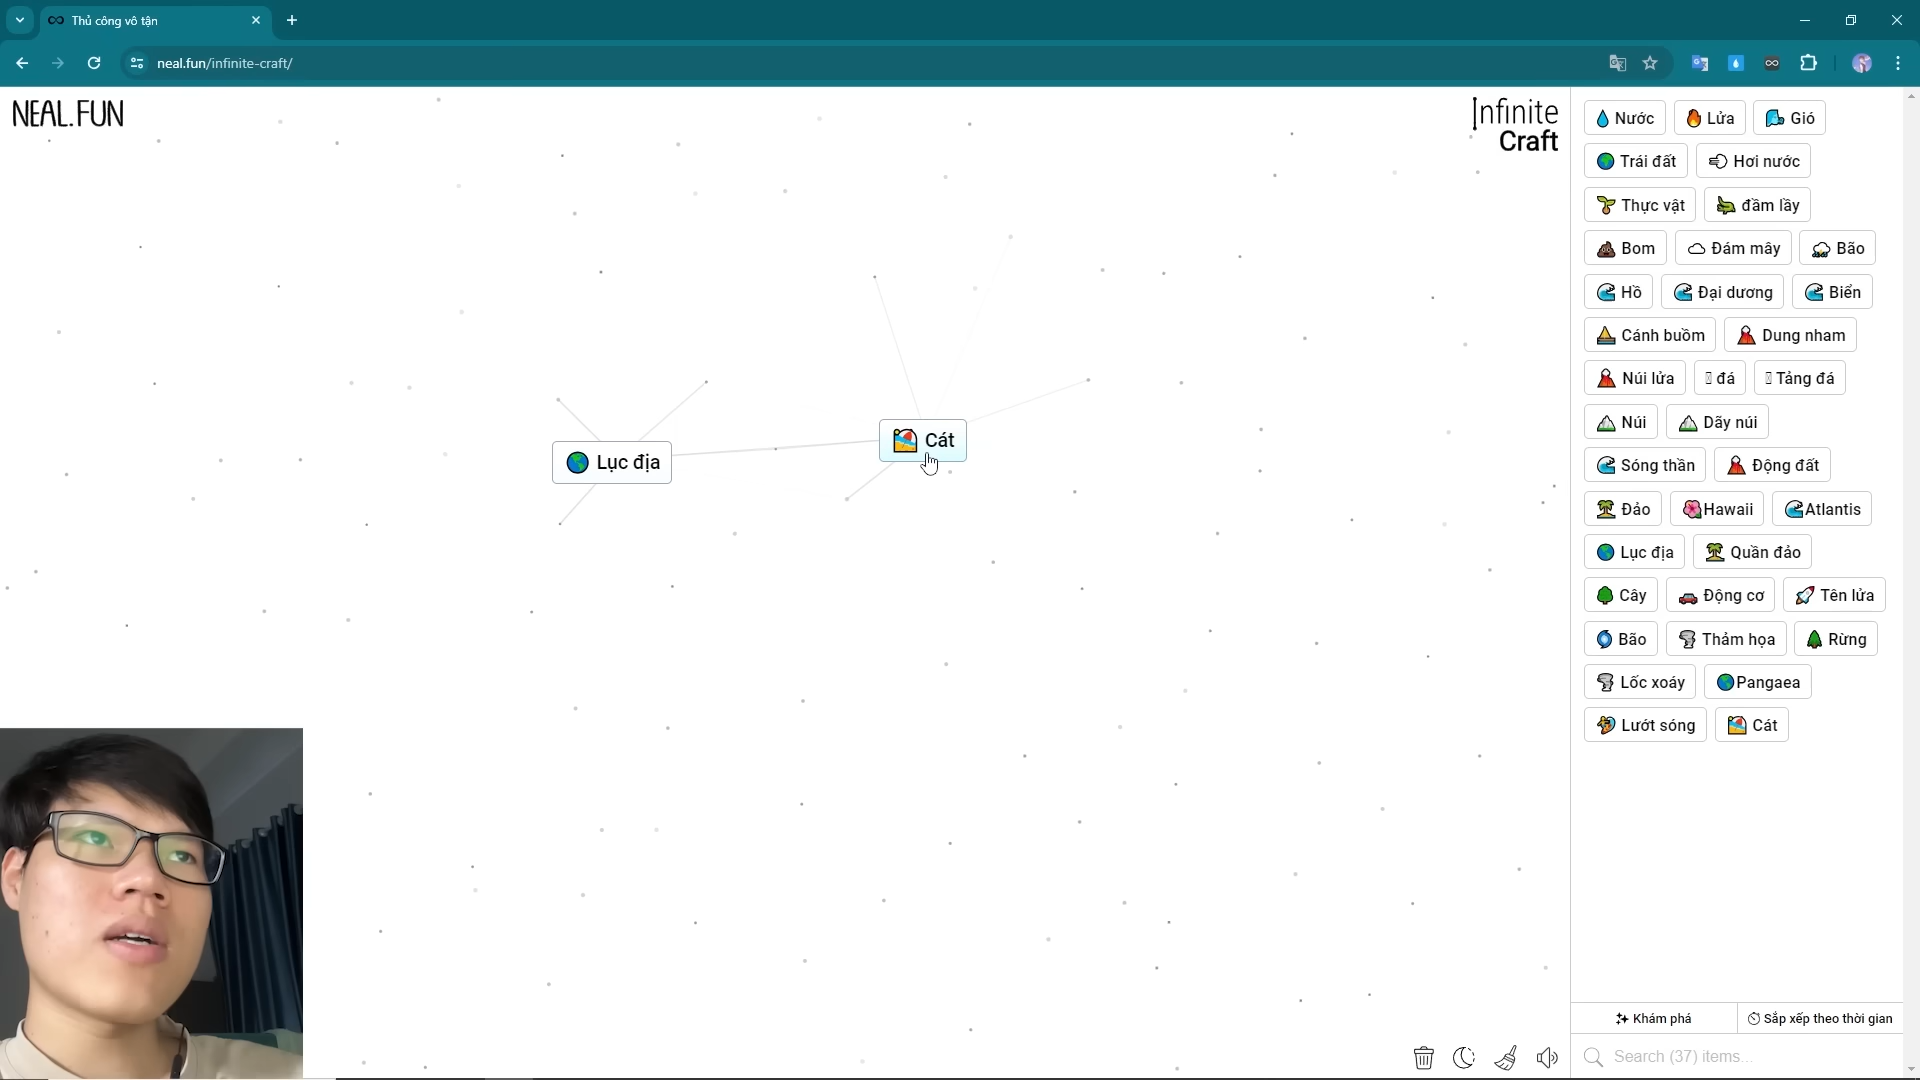 Thủ công vô tận
neal.fun/infinite-craft/
NEAL.FUN
Infinite
Craft
Nước Lửa Gió
Trái đất Hơi nước
Thực vật đầm lầy
Bom Đám mây Bão
Hồ Đại dương Biển
Cánh buồm Dung nham
Núi lửa đá Tảng đá
Núi Dãy núi
Sóng thần Động đất
Đảo Hawaii Atlantis
Lục địa Quần đảo
Cây Động cơ Tên lửa
Bão Thảm họa Rừng
Lốc xoáy Pangaea
Lướt sóng Cát
Cát
Lục địa
Khám phá Sắp xếp theo thời gian
Search (37) items...